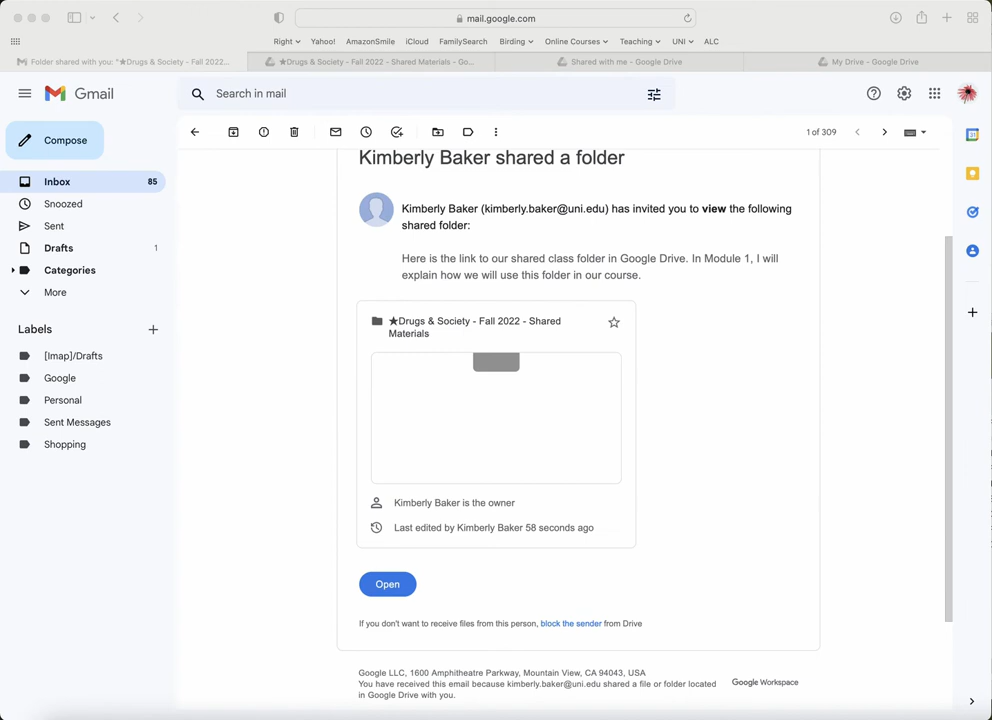 mail.google.com
Right Yahoo! AmazonSmile iCloud FamilySearch Birding Online Courses Teaching UNI ALC
Folder shared with you: "★Drugs & Society - Fall 2022...
★Drugs & Society - Fall 2022 - Shared Materials - Go...
Shared with me - Google Drive
My Drive - Google Drive
Gmail
Search in mail
Compose
1 of 309
Inbox 85
Snoozed
Sent
Drafts 1
Categories
More
Labels
[Imap]/Drafts
Google
Personal
Sent Messages
Shopping
Kimberly Baker shared a folder
Kimberly Baker (kimberly.baker@uni.edu) has invited you to view the following
shared folder:
Here is the link to our shared class folder in Google Drive. In Module 1, I will
explain how we will use this folder in our course.
★Drugs & Society - Fall 2022 - Shared
Materials
Kimberly Baker is the owner
Last edited by Kimberly Baker 58 seconds ago
Open
If you don't want to receive files from this person, block the sender from Drive
Google LLC, 1600 Amphitheatre Parkway, Mountain View, CA 94043, USA
You have received this email because kimberly.baker@uni.edu shared a file or folder located
in Google Drive with you.
Google Workspace
31